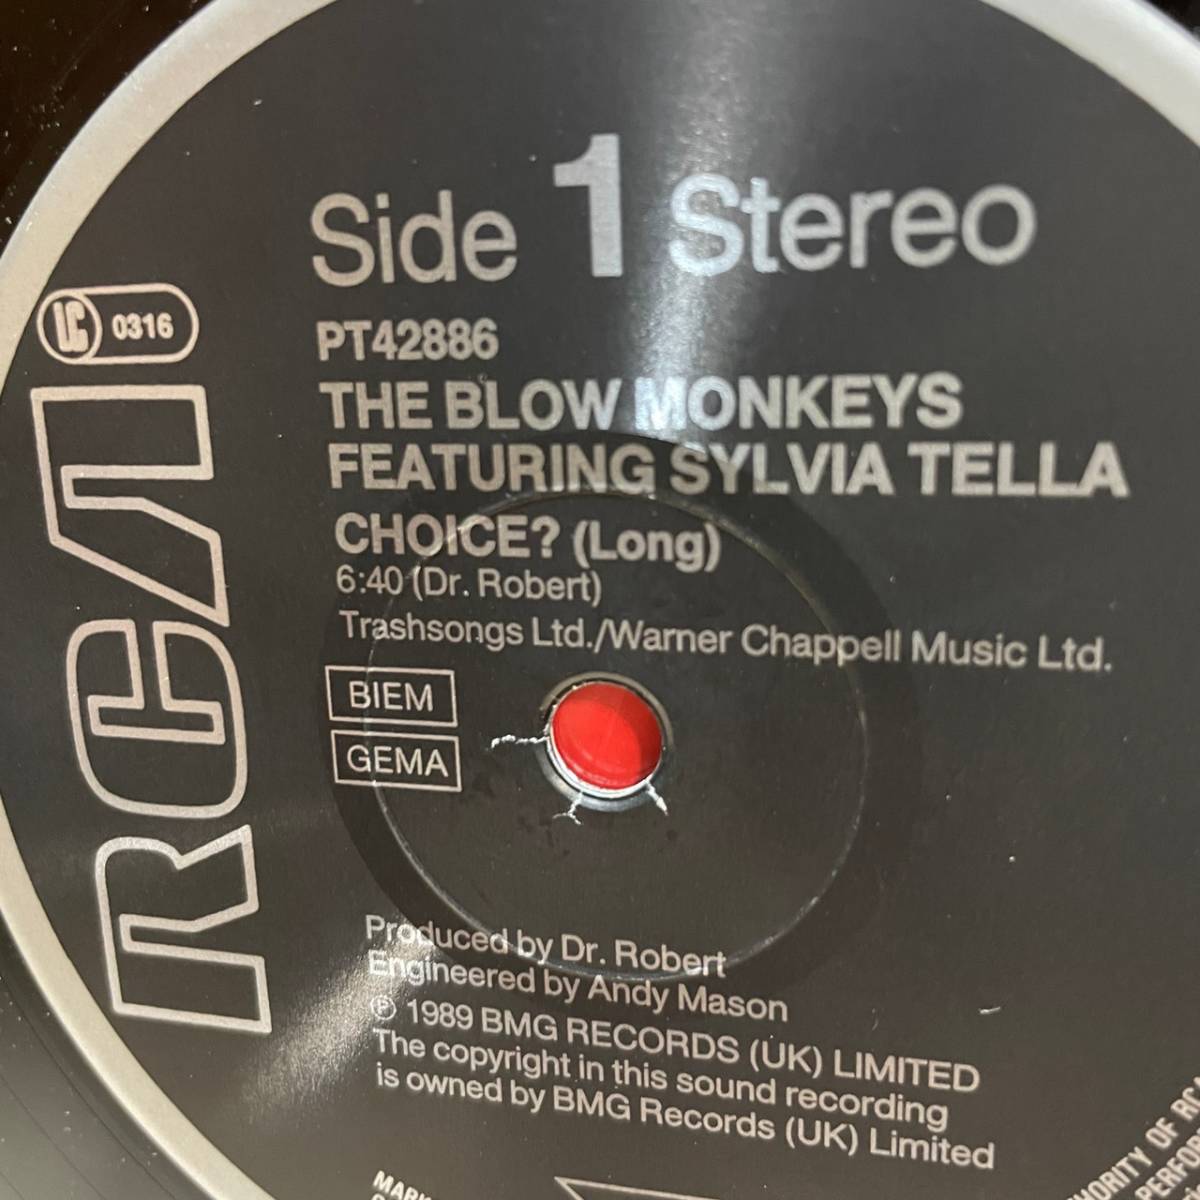 Side 1 Stereo
LC 0316
PT42886
THE BLOW MONKEYS
FEATURING SYLVIA TELLA
CHOICE? (Long)
6:40 (Dr. Robert)
Trashsongs Ltd./Warner Chappell Music Ltd.
BIEM
GEMA
RCA
Produced by Dr. Robert
Engineered by Andy Mason
℗ 1989 BMG RECORDS (UK) LIMITED
The copyright in this sound recording
is owned by BMG Records (UK) Limited